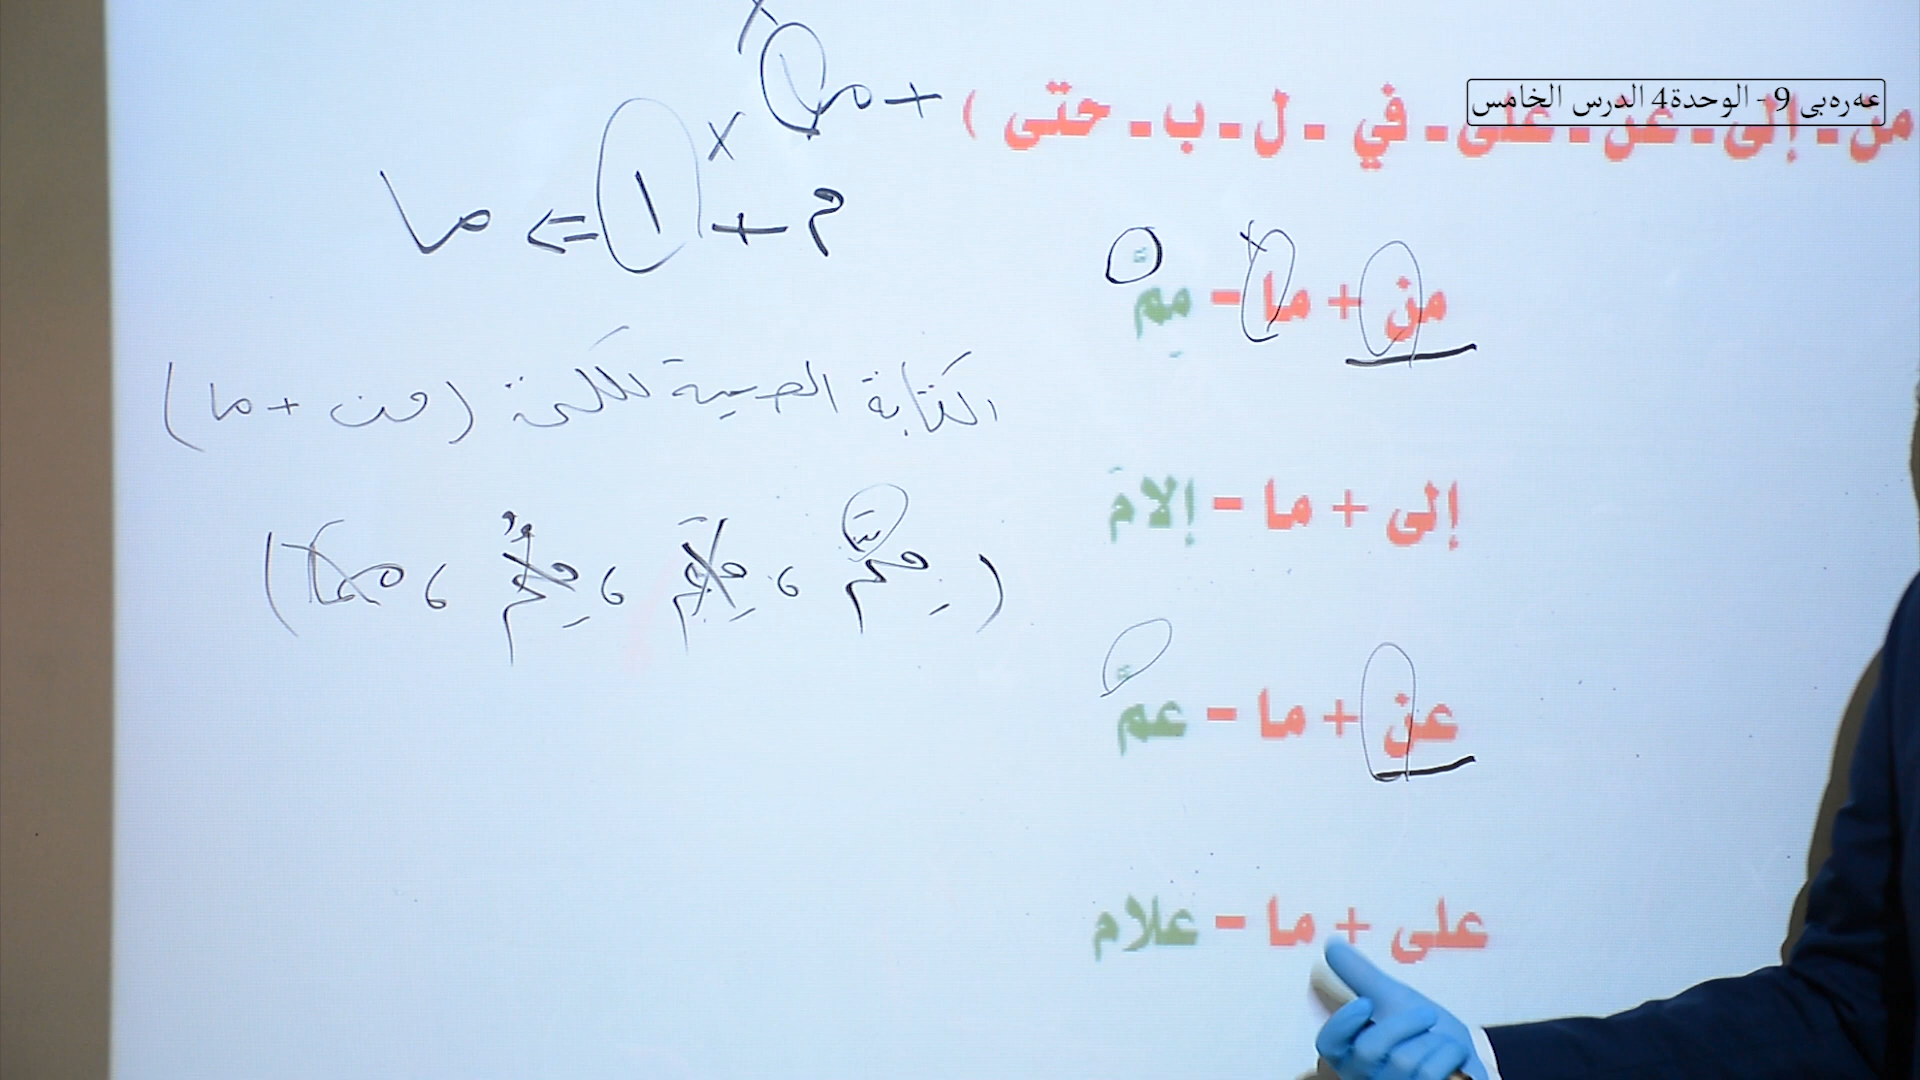 عەرەبی 9 - الوحدة4 الدرس الخامس
من - إلى - عن - على - في - ل - ب - حتى )
+ ما
م + ا => ما
من + ما - مِمَّ
الكتابة الصحيحة للكلمة (من + ما)
إلى + ما - إلامَ
(مِمَّ ، مِمَ ، مِمُّ ، مما)
عن + ما - عمَّ
على + ما - علام